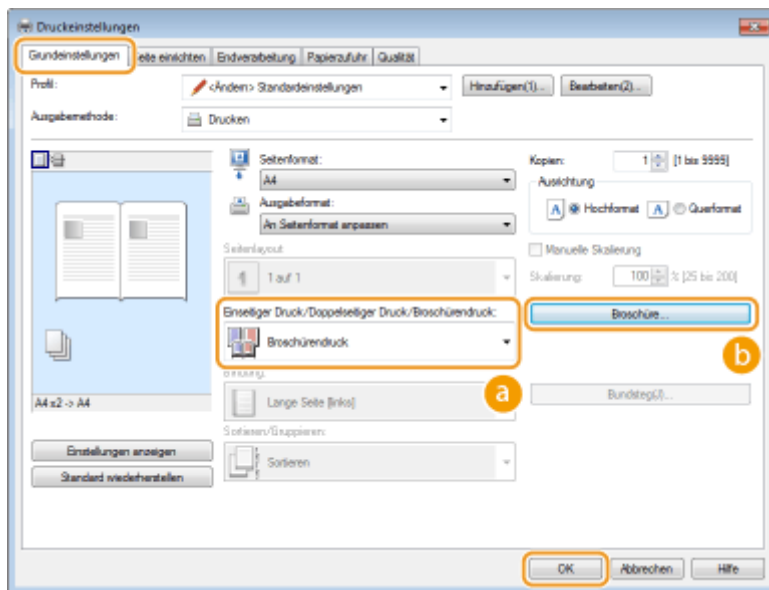 Druckeinstellungen
Grundeinstellungen Seite einrichten Endverarbeitung Papierzufuhr Qualität
Profil: <Ändern> Standardeinstellungen Hinzufügen(1)... Bearbeiten(2)...
Ausgabemethode: Drucken
Seitenformat: Kopien: 1 [1 bis 9999]
A4 Ausrichtung
Ausgabeformat: A Hochformat A Querformat
An Seitenformat anpassen
Seitenlayout Manuelle Skalierung
1 1 auf 1 Skalierung: 100 % [25 bis 200]
Einseitiger Druck/Doppelseitiger Druck/Broschürendruck: Broschüre...
Broschürendruck b
Bindung: a
A4 x2 -> A4 Lange Seite [links] Bundsteg(J)...
Sortieren/Gruppieren:
Einstellungen anzeigen Sortieren
Standard wiederherstellen
OK Abbrechen Hilfe